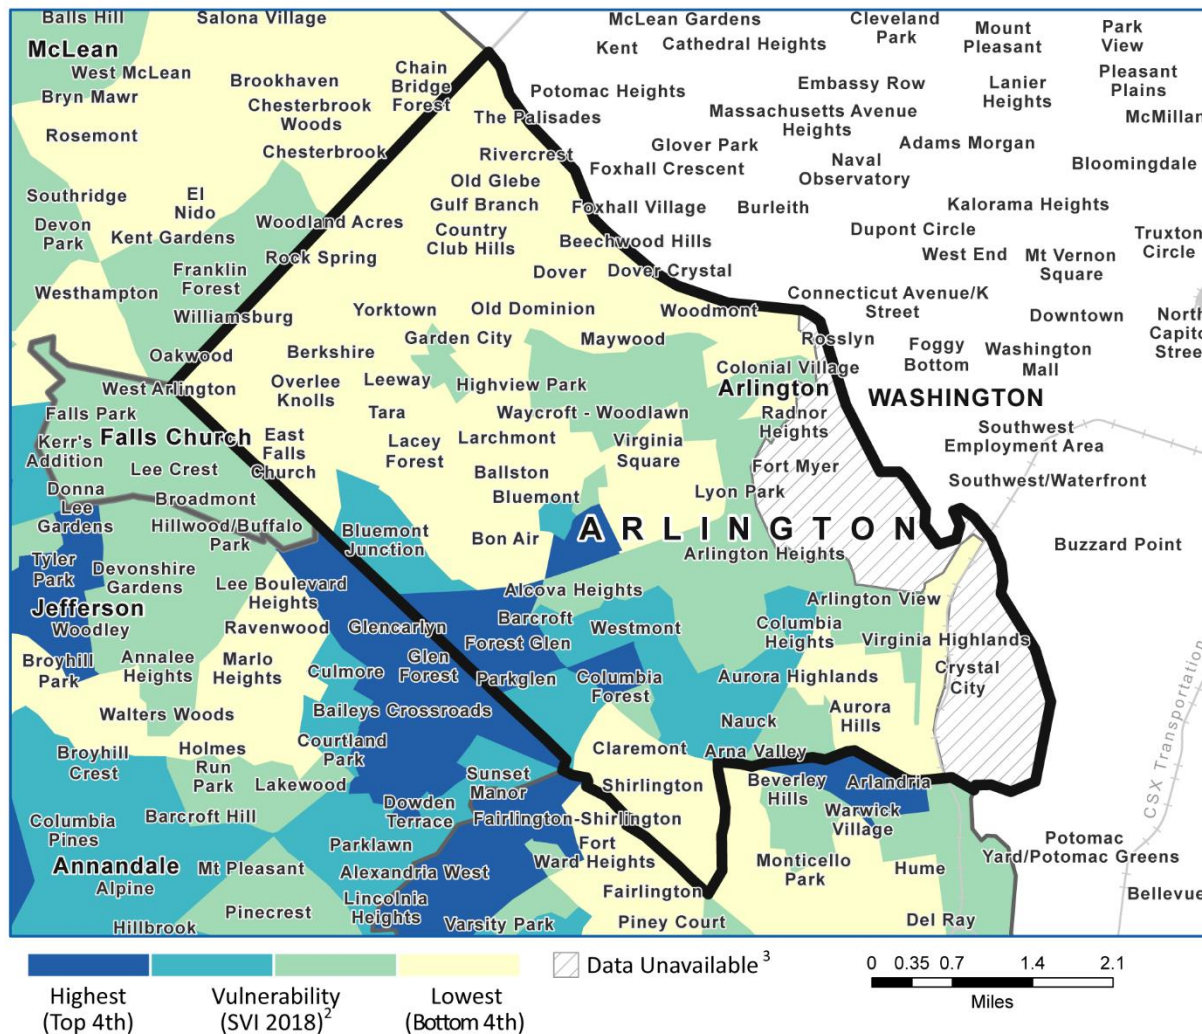 Balls Hill
Salona Village
McLean Gardens
Cleveland
Park
Mount
Pleasant
Park
View
McLean
Kent
Cathedral Heights
West McLean
Brookhaven
Chain
Bridge
Forest
Potomac Heights
Embassy Row
Lanier
Heights
Pleasant
Plains
Bryn Mawr
Chesterbrook
Woods
The Palisades
Massachusetts Avenue
Heights
McMillan
Rosemont
Chesterbrook
Rivercrest
Glover Park
Adams Morgan
Foxhall Crescent
Naval
Observatory
Bloomingdale
Old Glebe
Southridge
El
Nido
Gulf Branch
Foxhall Village
Burleith
Kalorama Heights
Devon
Park
Kent Gardens
Woodland Acres
Country
Club Hills
Beechwood Hills
Dupont Circle
West End
Mt Vernon
Square
Truxton
Circle
Rock Spring
Franklin
Forest
Dover
Dover Crystal
Westhampton
Williamsburg
Yorktown
Old Dominion
Woodmont
Connecticut Avenue/K
Street
Downtown
North
Capito
Street
Oakwood
Berkshire
Garden City
Maywood
Rosslyn
Foggy
Bottom
Washington
Mall
West Arlington
Overlee
Knolls
Leeway
Highview Park
Colonial Village
Arlington
WASHINGTON
Falls Park
Tara
Waycroft - Woodlawn
Radnor
Heights
Southwest
Employment Area
Kerr's
Addition
Falls Church
East
Falls
Church
Lacey
Forest
Larchmont
Virginia
Square
Lee Crest
Ballston
Fort Myer
Southwest/Waterfront
Donna
Lee
Gardens
Broadmont
Bluemont
Lyon Park
Hillwood/Buffalo
Park
Bluemont
Junction
Bon Air
ARLINGTON
Arlington Heights
Buzzard Point
Tyler
Park
Devonshire
Gardens
Lee Boulevard
Heights
Alcova Heights
Arlington View
Jefferson
Woodley
Ravenwood
Glencarlyn
Barcroft
Forest Glen
Westmont
Columbia
Heights
Virginia Highlands
Broyhill
Park
Annalee
Heights
Marlo
Heights
Culmore
Glen
Forest
Parkglen
Columbia
Forest
Aurora Highlands
Crystal
City
Walters Woods
Baileys Crossroads
Nauck
Aurora
Hills
Broyhill
Crest
Holmes
Run
Park
Courtland
Park
Claremont
Arna Valley
Lakewood
Sunset
Manor
Shirlington
Beverley
Hills
Arlandria
CSX Transportation
Columbia
Pines
Barcroft Hill
Dowden
Terrace
Fairlington-Shirlington
Warwick
Village
Parklawn
Fort
Ward Heights
Potomac
Yard/Potomac Greens
Annandale
Alpine
Mt Pleasant
Alexandria West
Monticello
Park
Hume
Lincolnia
Heights
Fairlington
Bellevue
Pinecrest
Hillbrook
Varsity Park
Piney Court
Del Ray
Highest
(Top 4th)
Vulnerability
(SVI 2018)2
Lowest
(Bottom 4th)
Data Unavailable3
0 0.35 0.7 1.4 2.1
Miles